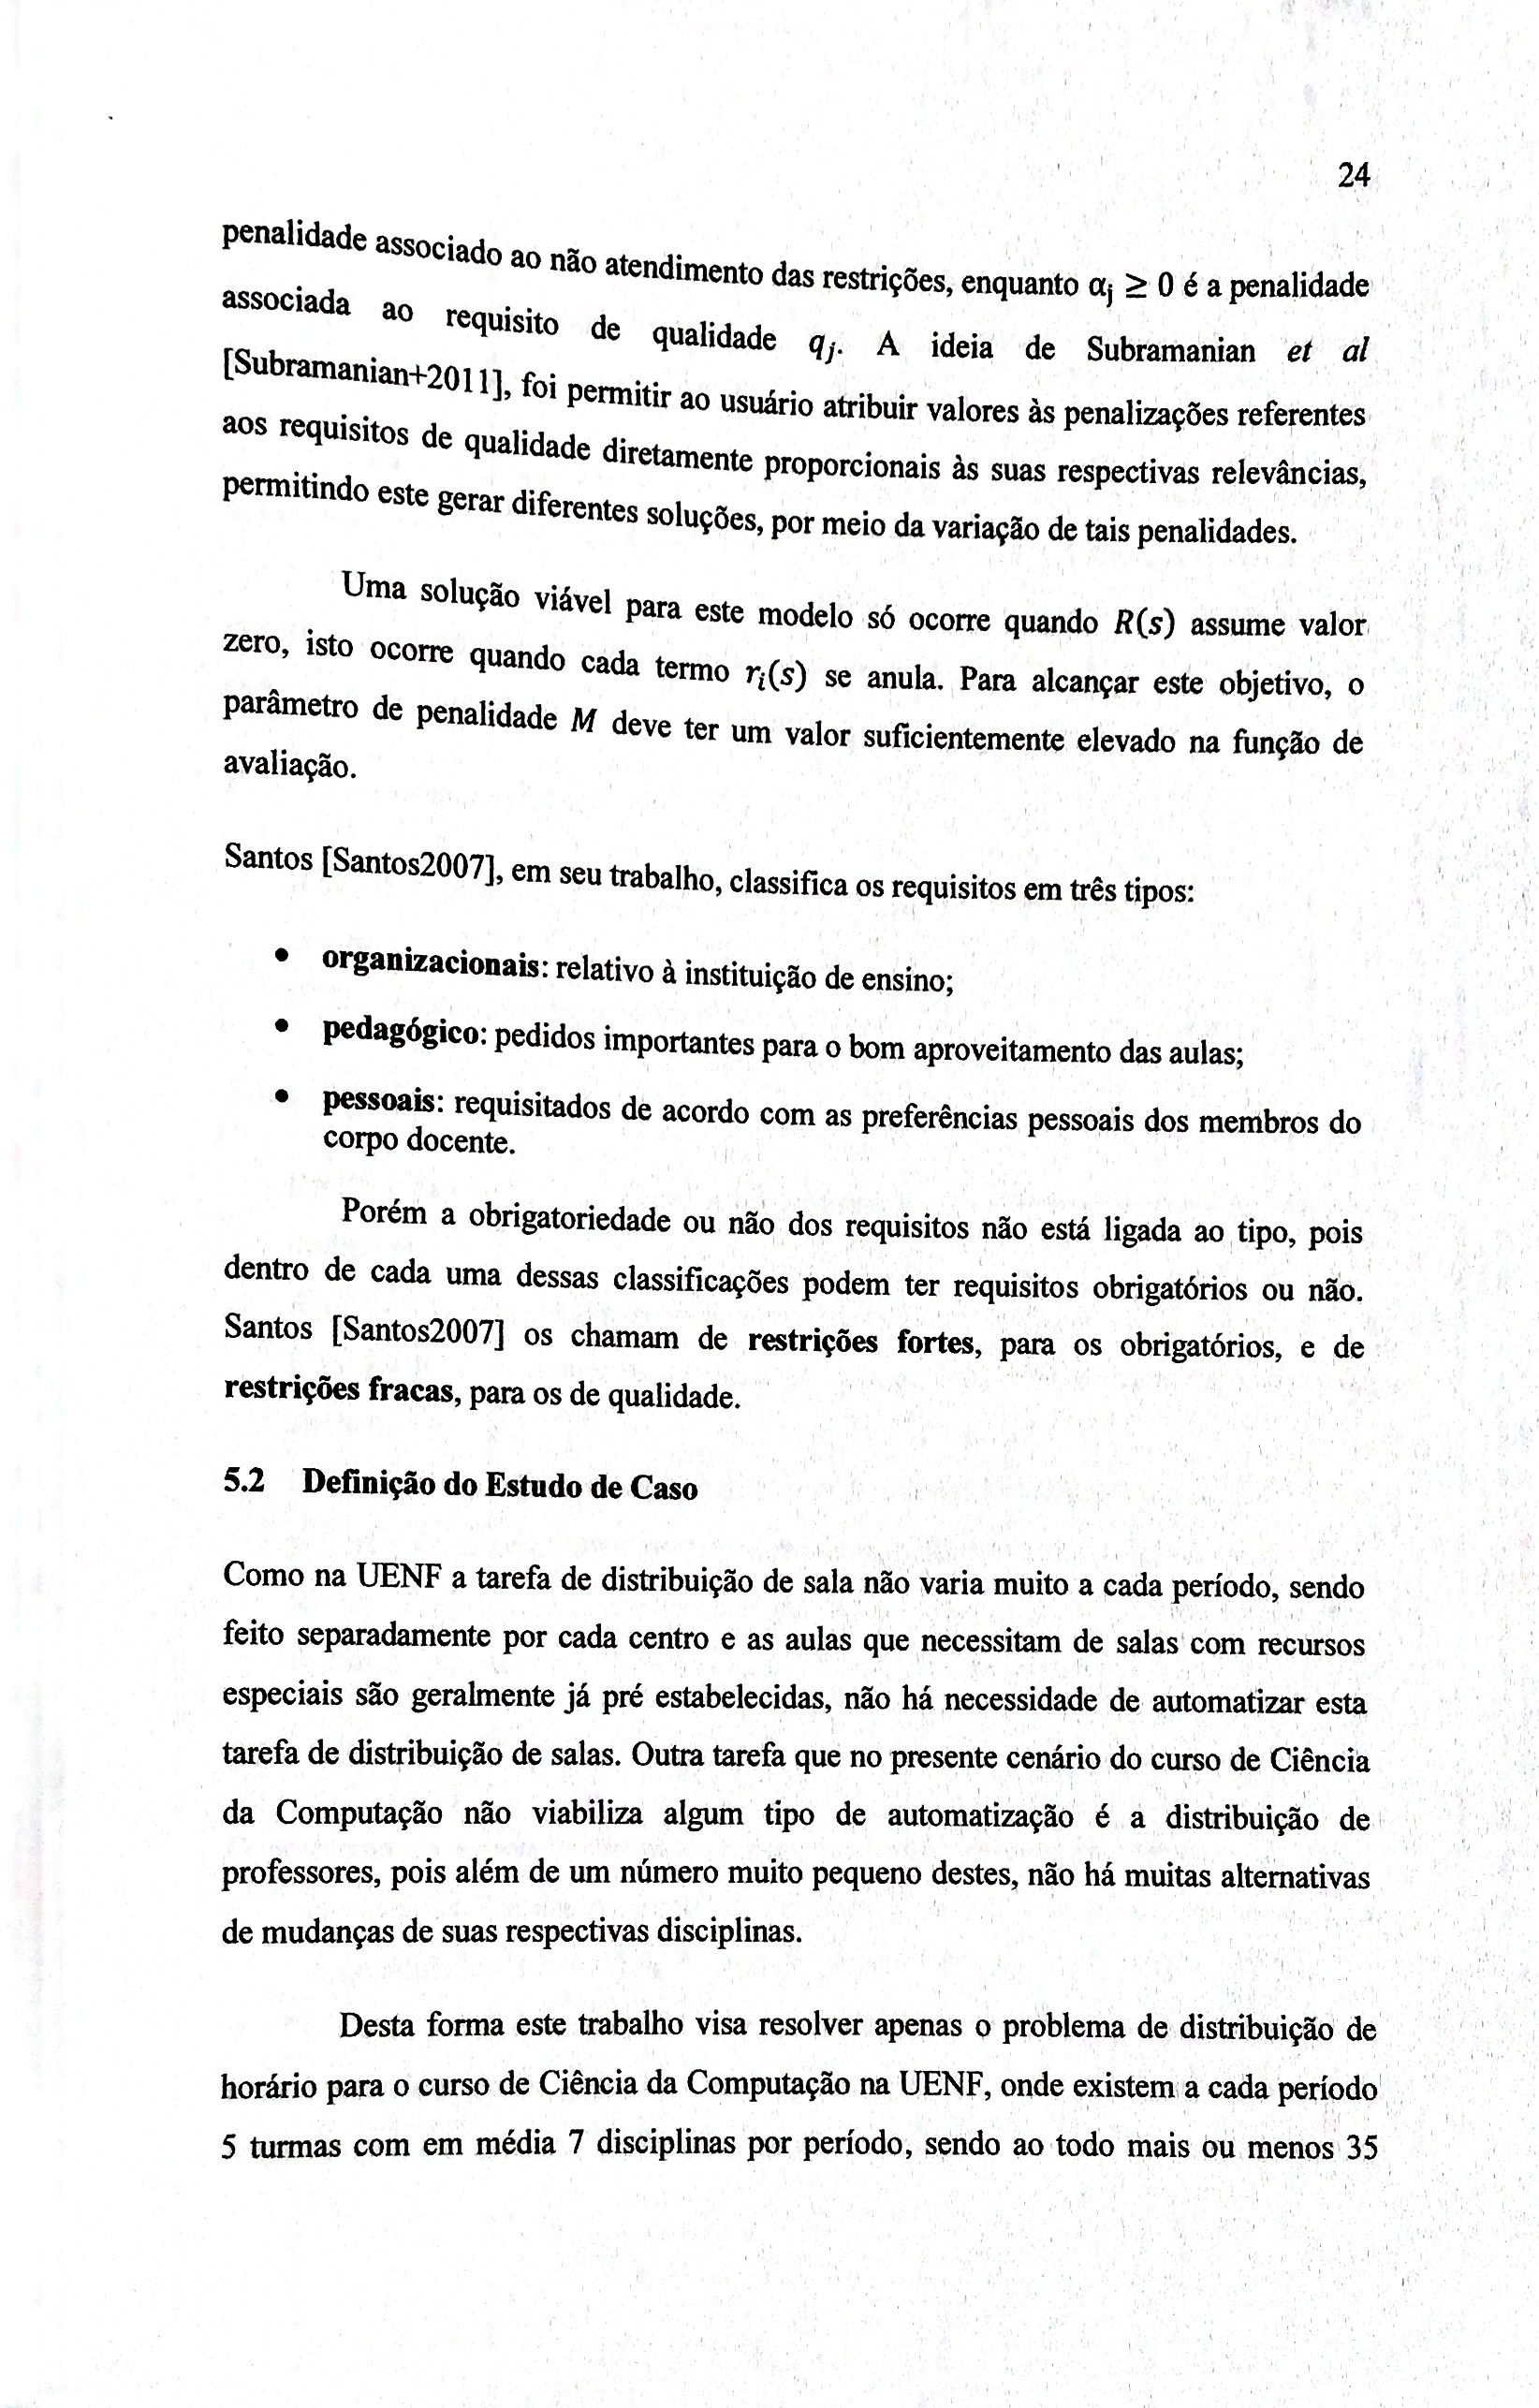 24
penalidade associado ao não atendimento das restrições, enquanto αj ≥ 0 é a penalidade
associada ao requisito de qualidade qj. A ideia de Subramanian et al
[Subramanian+2011], foi permitir ao usuário atribuir valores às penalizações referentes
aos requisitos de qualidade diretamente proporcionais às suas respectivas relevâncias,
permitindo este gerar diferentes soluções, por meio da variação de tais penalidades.
Uma solução viável para este modelo só ocorre quando R(s) assume valor
zero, isto ocorre quando cada termo ri(s) se anula. Para alcançar este objetivo, o
parâmetro de penalidade M deve ter um valor suficientemente elevado na função de
avaliação.
Santos [Santos2007], em seu trabalho, classifica os requisitos em três tipos:
• organizacionais: relativo à instituição de ensino;
• pedagógico: pedidos importantes para o bom aproveitamento das aulas;
• pessoais: requisitados de acordo com as preferências pessoais dos membros do
corpo docente.
Porém a obrigatoriedade ou não dos requisitos não está ligada ao tipo, pois
dentro de cada uma dessas classificações podem ter requisitos obrigatórios ou não.
Santos [Santos2007] os chamam de restrições fortes, para os obrigatórios, e de
restrições fracas, para os de qualidade.
5.2 Definição do Estudo de Caso
Como na UENF a tarefa de distribuição de sala não varia muito a cada período, sendo
feito separadamente por cada centro e as aulas que necessitam de salas com recursos
especiais são geralmente já pré estabelecidas, não há necessidade de automatizar esta
tarefa de distribuição de salas. Outra tarefa que no presente cenário do curso de Ciência
da Computação não viabiliza algum tipo de automatização é a distribuição de
professores, pois além de um número muito pequeno destes, não há muitas alternativas
de mudanças de suas respectivas disciplinas.
Desta forma este trabalho visa resolver apenas o problema de distribuição de
horário para o curso de Ciência da Computação na UENF, onde existem a cada período
5 turmas com em média 7 disciplinas por período, sendo ao todo mais ou menos 35